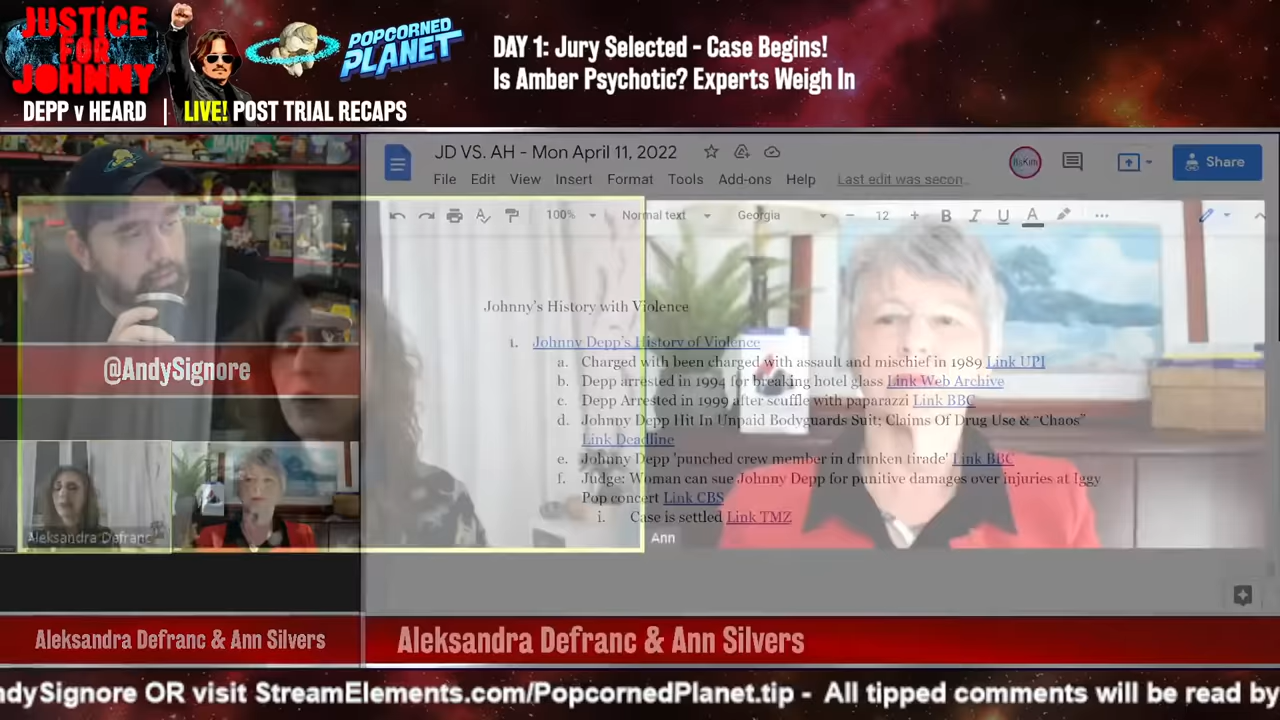 JUSTICE
FOR
JOHNNY
POPCORNED
PLANET
DEPP v HEARD | LIVE! POST TRIAL RECAPS
DAY 1: Jury Selected - Case Begins!
Is Amber Psychotic? Experts Weigh In
JD VS. AH - Mon April 11, 2022
File Edit View Insert Format Tools Add-ons Help Last edit was secon...
Share
100% Normal text Georgia - 12 + B I U A
Johnny's History with Violence
1. Johnny Depp's History of Violence
a. Charged with been charged with assault and mischief in 1989 Link UPI
b. Depp arrested in 1994 for breaking hotel glass Link Web Archive
c. Depp Arrested in 1999 after scuffle with paparazzi Link BBC
d. Johnny Depp Hit In Unpaid Bodyguards Suit; Claims Of Drug Use & “Chaos”
Link Deadline
e. Johnny Depp 'punched crew member in drunken tirade' Link BBC
f. Judge: Woman can sue Johnny Depp for punitive damages over injuries at Iggy
Pop concert Link CBS
i. Case is settled Link TMZ
@AndySignore
Aleksandra Defranc
Ann
Aleksandra Defranc & Ann Silvers
Aleksandra Defranc & Ann Silvers
ndySignore OR visit StreamElements.com/PopcornedPlanet.tip - All tipped comments will be read by